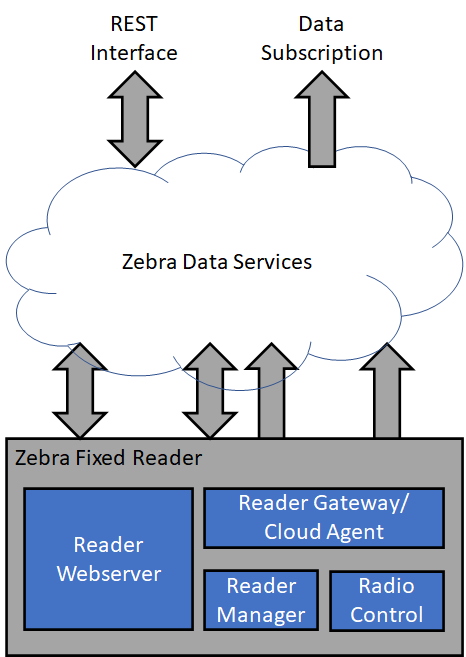 REST
Interface
Data
Subscription
Zebra Data Services
Zebra Fixed Reader
Reader
Webserver
Reader Gateway/
Cloud Agent
Reader
Manager
Radio
Control